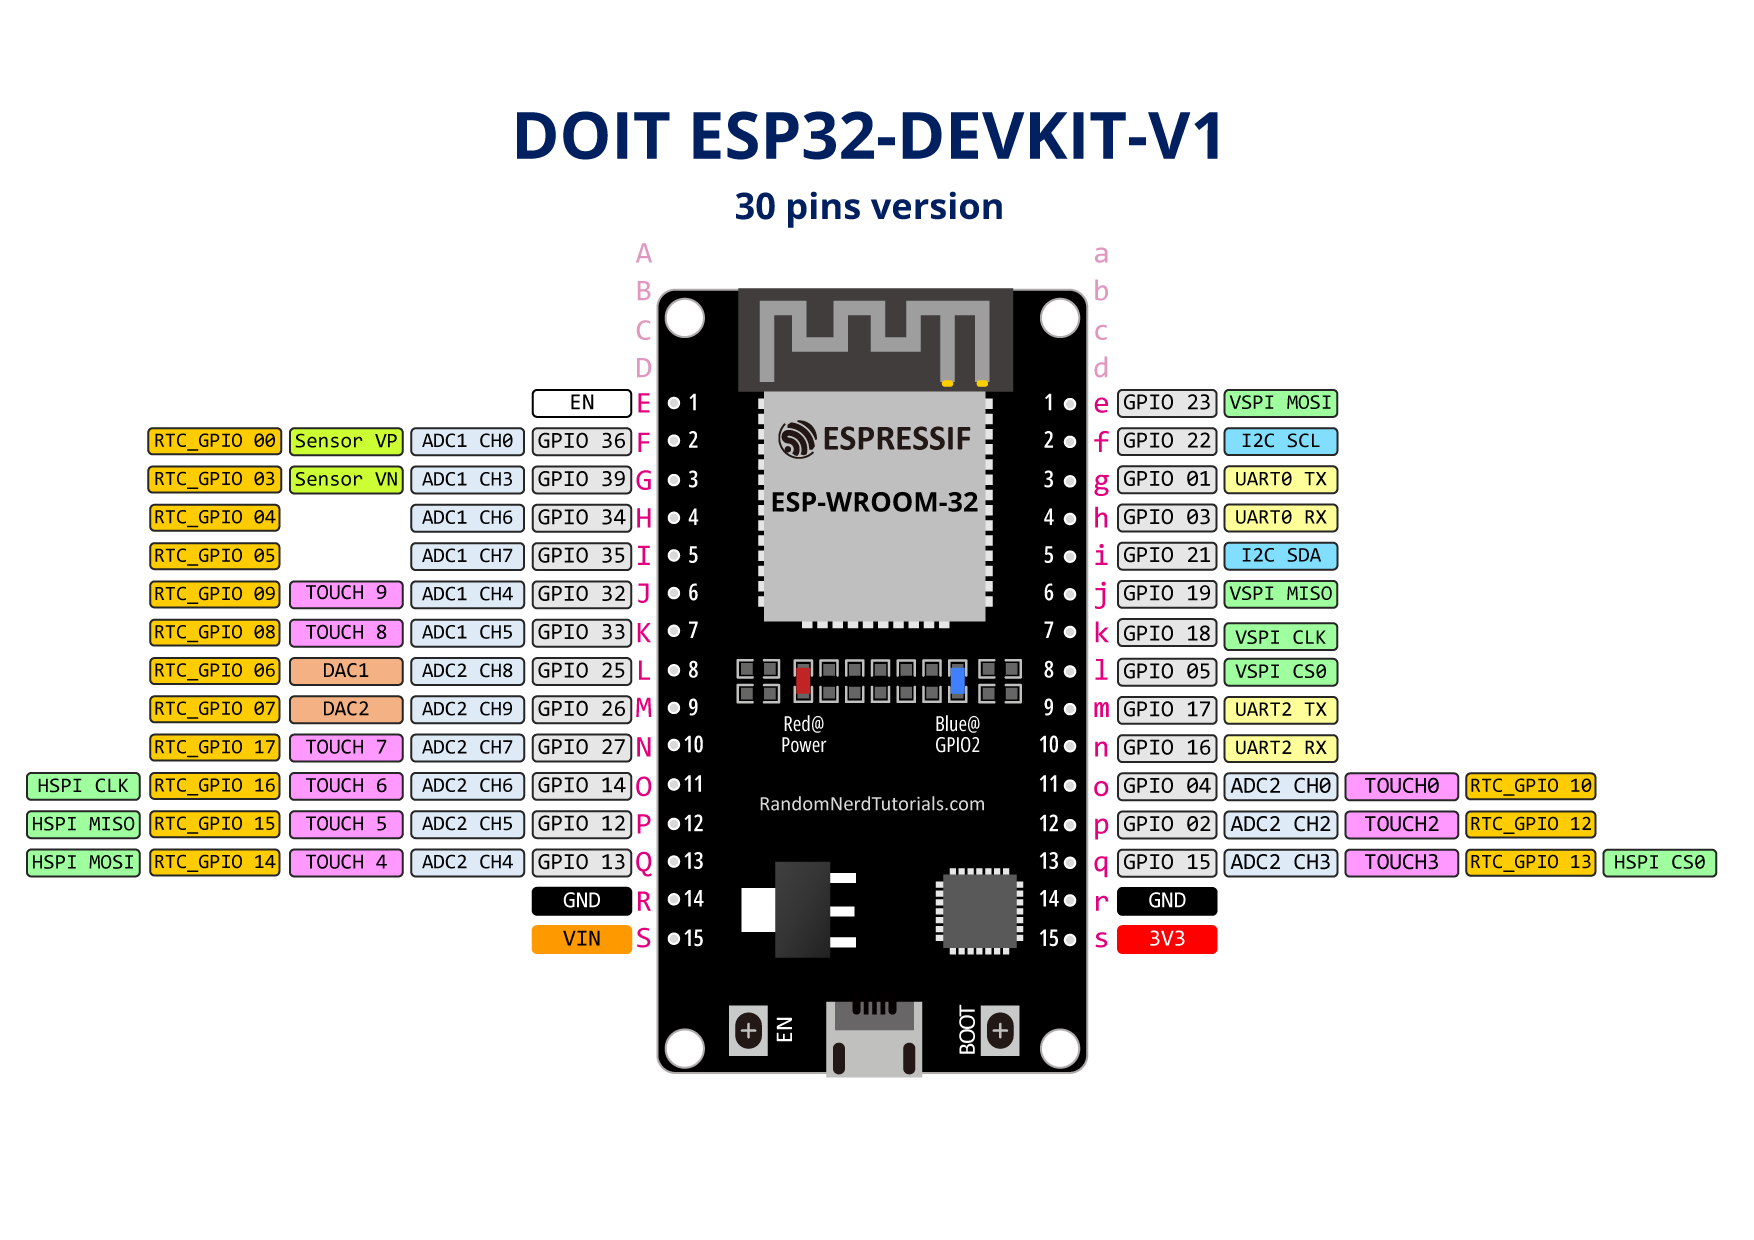 DOIT ESP32-DEVKIT-V1
30 pins version
A a
B b
C c
D d
EN E 1 1 e GPIO 23 VSPI MOSI
RTC_GPIO 00 Sensor VP ADC1 CH0 GPIO 36 F 2 ESPRESSIF 2 f GPIO 22 I2C SCL
RTC_GPIO 03 Sensor VN ADC1 CH3 GPIO 39 G 3 ESP-WROOM-32 3 g GPIO 01 UART0 TX
RTC_GPIO 04 ADC1 CH6 GPIO 34 H 4 4 h GPIO 03 UART0 RX
RTC_GPIO 05 ADC1 CH7 GPIO 35 I 5 5 i GPIO 21 I2C SDA
RTC_GPIO 09 TOUCH 9 ADC1 CH4 GPIO 32 J 6 6 j GPIO 19 VSPI MISO
RTC_GPIO 08 TOUCH 8 ADC1 CH5 GPIO 33 K 7 7 k GPIO 18 VSPI CLK
RTC_GPIO 06 DAC1 ADC2 CH8 GPIO 25 L 8 8 l GPIO 05 VSPI CS0
RTC_GPIO 07 DAC2 ADC2 CH9 GPIO 26 M 9 9 m GPIO 17 UART2 TX
Red@ Blue@
Power GPIO2
RTC_GPIO 17 TOUCH 7 ADC2 CH7 GPIO 27 N 10 10 n GPIO 16 UART2 RX
HSPI CLK RTC_GPIO 16 TOUCH 6 ADC2 CH6 GPIO 14 O 11 11 o GPIO 04 ADC2 CH0 TOUCH0 RTC_GPIO 10
RandomNerdTutorials.com
HSPI MISO RTC_GPIO 15 TOUCH 5 ADC2 CH5 GPIO 12 P 12 12 p GPIO 02 ADC2 CH2 TOUCH2 RTC_GPIO 12
HSPI MOSI RTC_GPIO 14 TOUCH 4 ADC2 CH4 GPIO 13 Q 13 13 q GPIO 15 ADC2 CH3 TOUCH3 RTC_GPIO 13 HSPI CS0
GND R 14 14 r GND
VIN S 15 15 s 3V3
EN BOOT